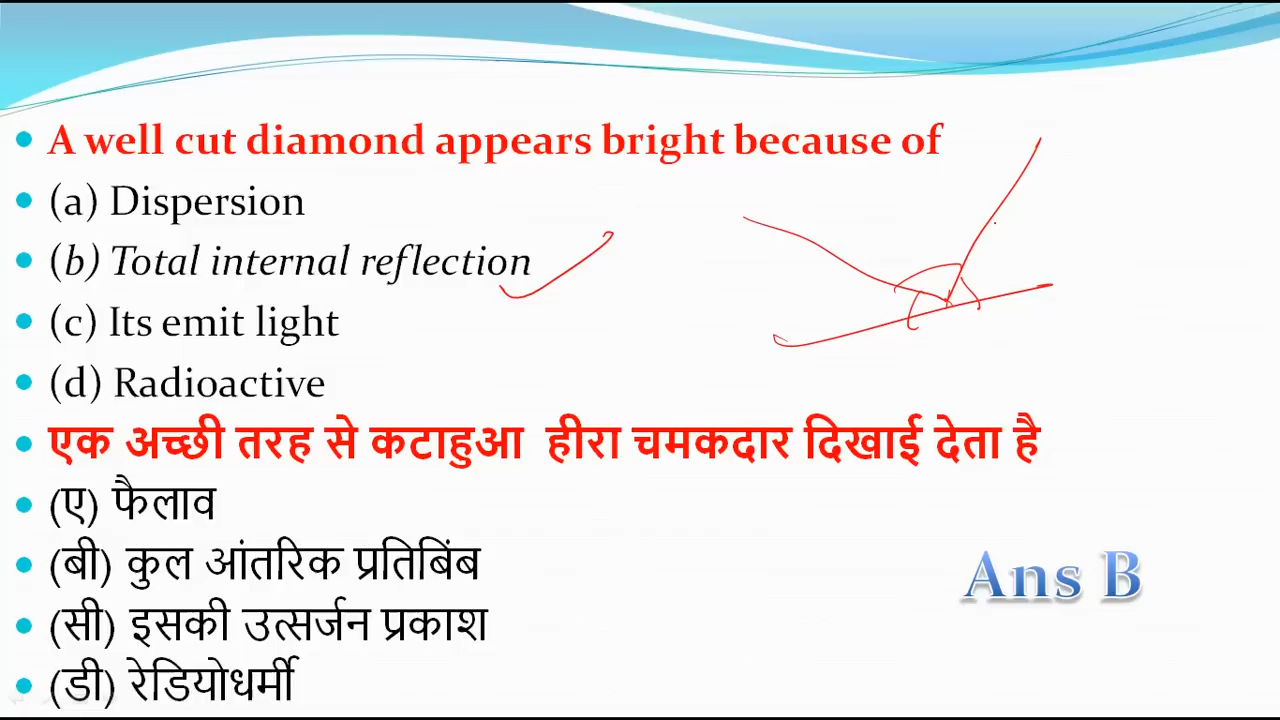 A well cut diamond appears bright because of
(a) Dispersion
(b) Total internal reflection
(c) Its emit light
(d) Radioactive
एक अच्छी तरह से कटाहुआ हीरा चमकदार दिखाई देता है
(ए) फैलाव
(बी) कुल आंतरिक प्रतिबिंब
(सी) इसकी उत्सर्जन प्रकाश
(डी) रेडियोधर्मी
Ans B